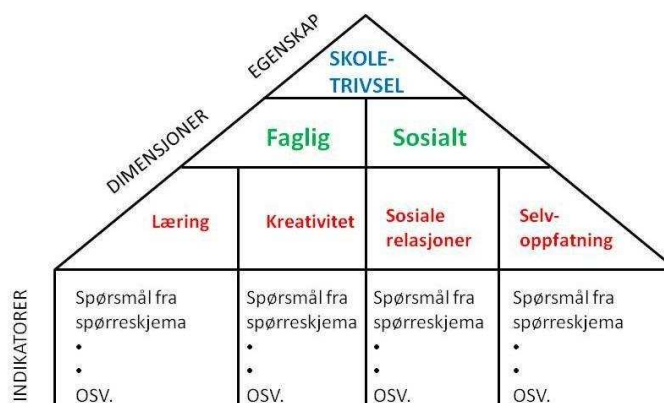 EGENSKAP
SKOLE-
TRIVSEL
DIMENSJONER
Faglig
Sosialt
Læring
Kreativitet
Sosiale
relasjoner
Selv-
oppfatning
INDIKATORER
Spørsmål fra
spørreskjema
•
•
OSV.
Spørsmål fra
spørreskjema
•
•
OSV.
Spørsmål fra
spørreskjema
•
•
OSV.
Spørsmål fra
spørreskjema
•
•
OSV.